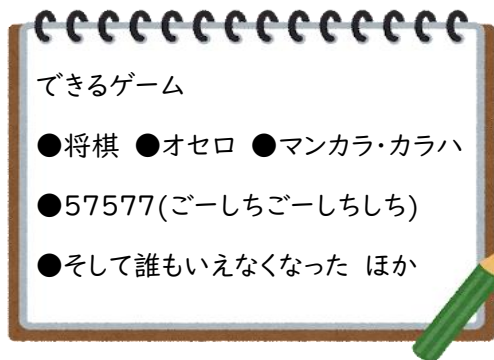 できるゲーム
●将棋 ●オセロ ●マンカラ・カラハ
●57577(ごーしちごーしちしち)
●そして誰もいえなくなった ほか